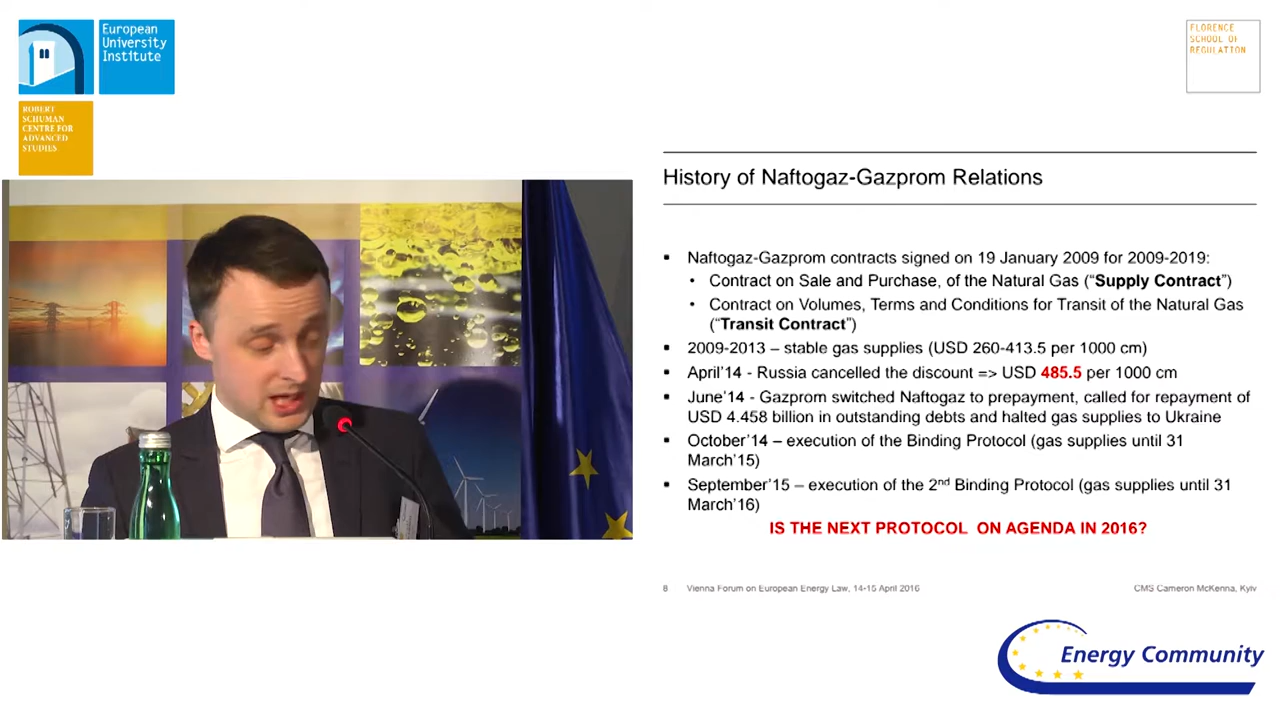 European
University
Institute
ROBERT
SCHUMAN
CENTRE FOR
ADVANCED
STUDIES
FLORENCE
SCHOOL OF
REGULATION
History of Naftogaz-Gazprom Relations
Naftogaz-Gazprom contracts signed on 19 January 2009 for 2009-2019:
Contract on Sale and Purchase, of the Natural Gas (“Supply Contract”)
Contract on Volumes, Terms and Conditions for Transit of the Natural Gas
(“Transit Contract”)
2009-2013 – stable gas supplies (USD 260-413.5 per 1000 cm)
April’14 - Russia cancelled the discount => USD 485.5 per 1000 cm
June’14 - Gazprom switched Naftogaz to prepayment, called for repayment of
USD 4.458 billion in outstanding debts and halted gas supplies to Ukraine
October’14 – execution of the Binding Protocol (gas supplies until 31
March’15)
September’15 – execution of the 2nd Binding Protocol (gas supplies until 31
March’16)
IS THE NEXT PROTOCOL ON AGENDA IN 2016?
8 Vienna Forum on European Energy Law, 14-15 April 2016 CMS Cameron McKenna, Kyiv
Energy Community